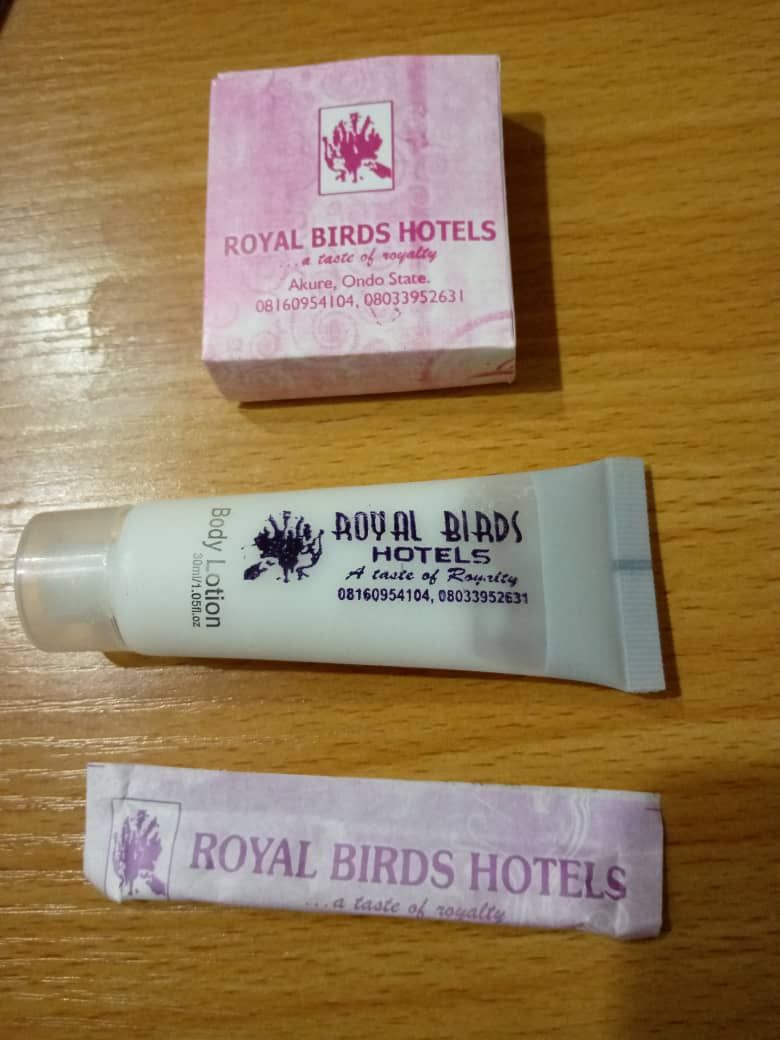 ROYAL BIRDS HOTELS
...a taste of royalty
Akure, Ondo State.
08160954104, 08033952631
Body Lotion
30ml/1.05fl.oz
ROYAL BIRDS
HOTELS
A taste of Royalty
08160954104, 08033952631
ROYAL BIRDS HOTELS
...a taste of royalty